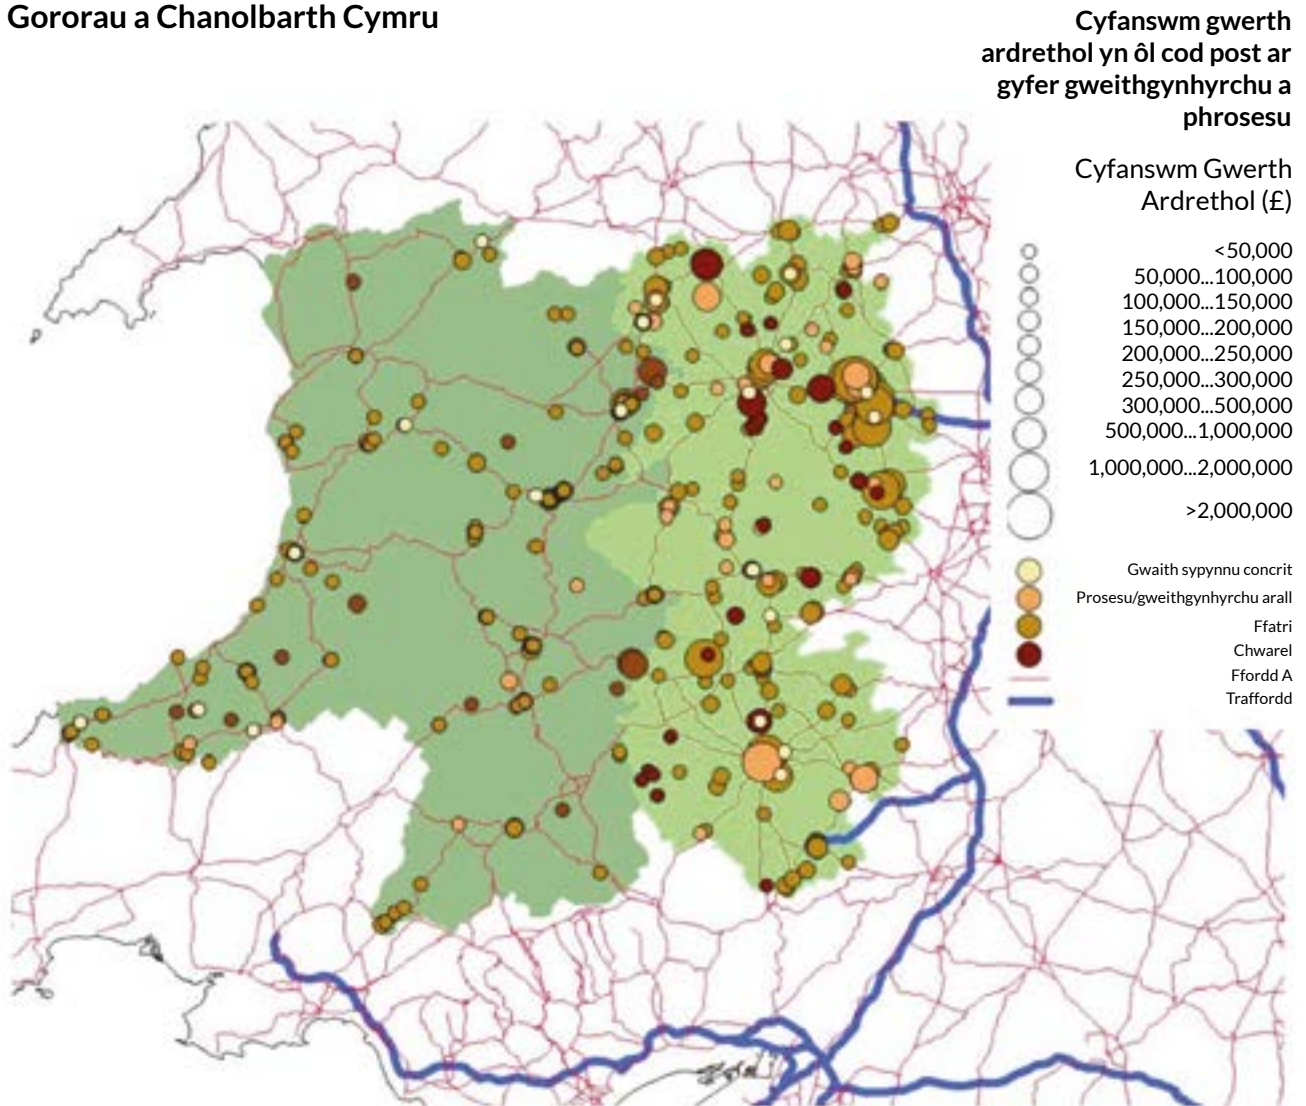 Gororau a Chanolbarth Cymru
Cyfanswm gwerth
ardrethol yn ôl cod post ar
gyfer gweithgynhyrchu a
phrosesu
Cyfanswm Gwerth
Ardrethol (£)
<50,000
50,000...100,000
100,000...150,000
150,000...200,000
200,000...250,000
250,000...300,000
300,000...500,000
500,000...1,000,000
1,000,000...2,000,000
>2,000,000
Gwaith sypynnu concrit
Prosesu/gweithgynhyrchu arall
Ffatri
Chwarel
Ffordd A
Traffordd